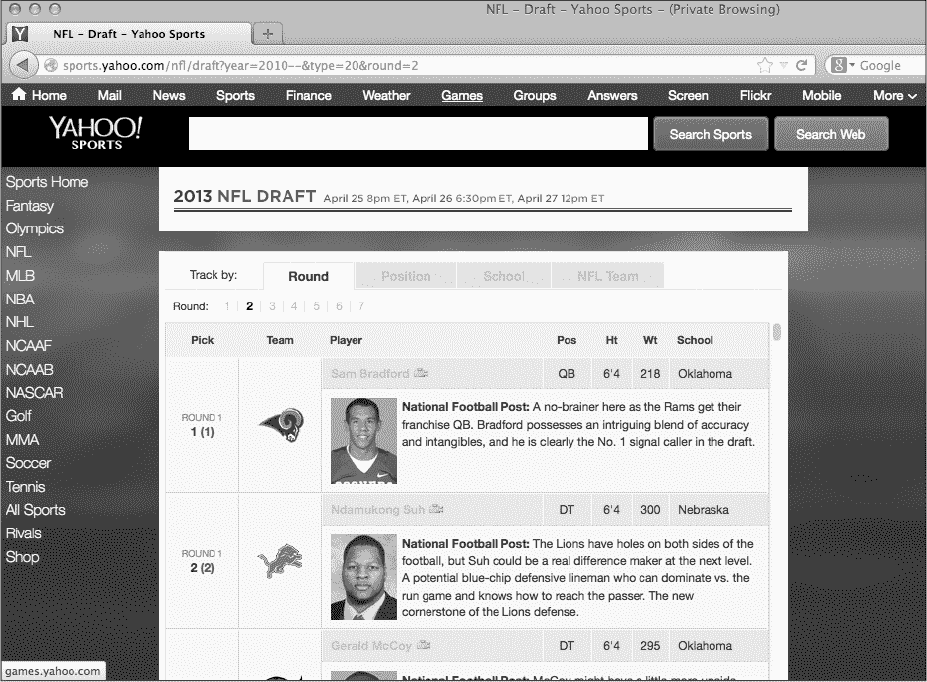 NFL – Draft – Yahoo Sports – (Private Browsing)
Y NFL – Draft – Yahoo Sports +
sports.yahoo.com/nfl/draft?year=2010--&type=20&round=2 8 Google
Home Mail News Sports Finance Weather Games Groups Answers Screen Flickr Mobile More
YAHOO! SPORTS Search Sports Search Web
Sports Home
Fantasy
Olympics
NFL
MLB
NBA
NHL
NCAAF
NCAAB
NASCAR
Golf
MMA
Soccer
Tennis
All Sports
Rivals
Shop
2013 NFL DRAFT April 25 8pm ET, April 26 6:30pm ET, April 27 12pm ET
Track by: Round Position School NFL Team
Round: 1 | 2 | 3 | 4 | 5 | 6 | 7
Pick Team Player Pos Ht Wt School
Sam Bradford QB 6'4 218 Oklahoma
ROUND 1
1 (1)
National Football Post: A no-brainer here as the Rams get their
franchise QB. Bradford possesses an intriguing blend of accuracy
and intangibles, and he is clearly the No. 1 signal caller in the draft.
Ndamukong Suh DT 6'4 300 Nebraska
ROUND 1
2 (2)
National Football Post: The Lions have holes on both sides of the
football, but Suh could be a real difference maker at the next level.
A potential blue-chip defensive lineman who can dominate vs. the
run game and knows how to reach the passer. The new
cornerstone of the Lions defense.
Gerald McCoy DT 6'4 295 Oklahoma
National Football Post: McCoy might have a little more upside
games.yahoo.com